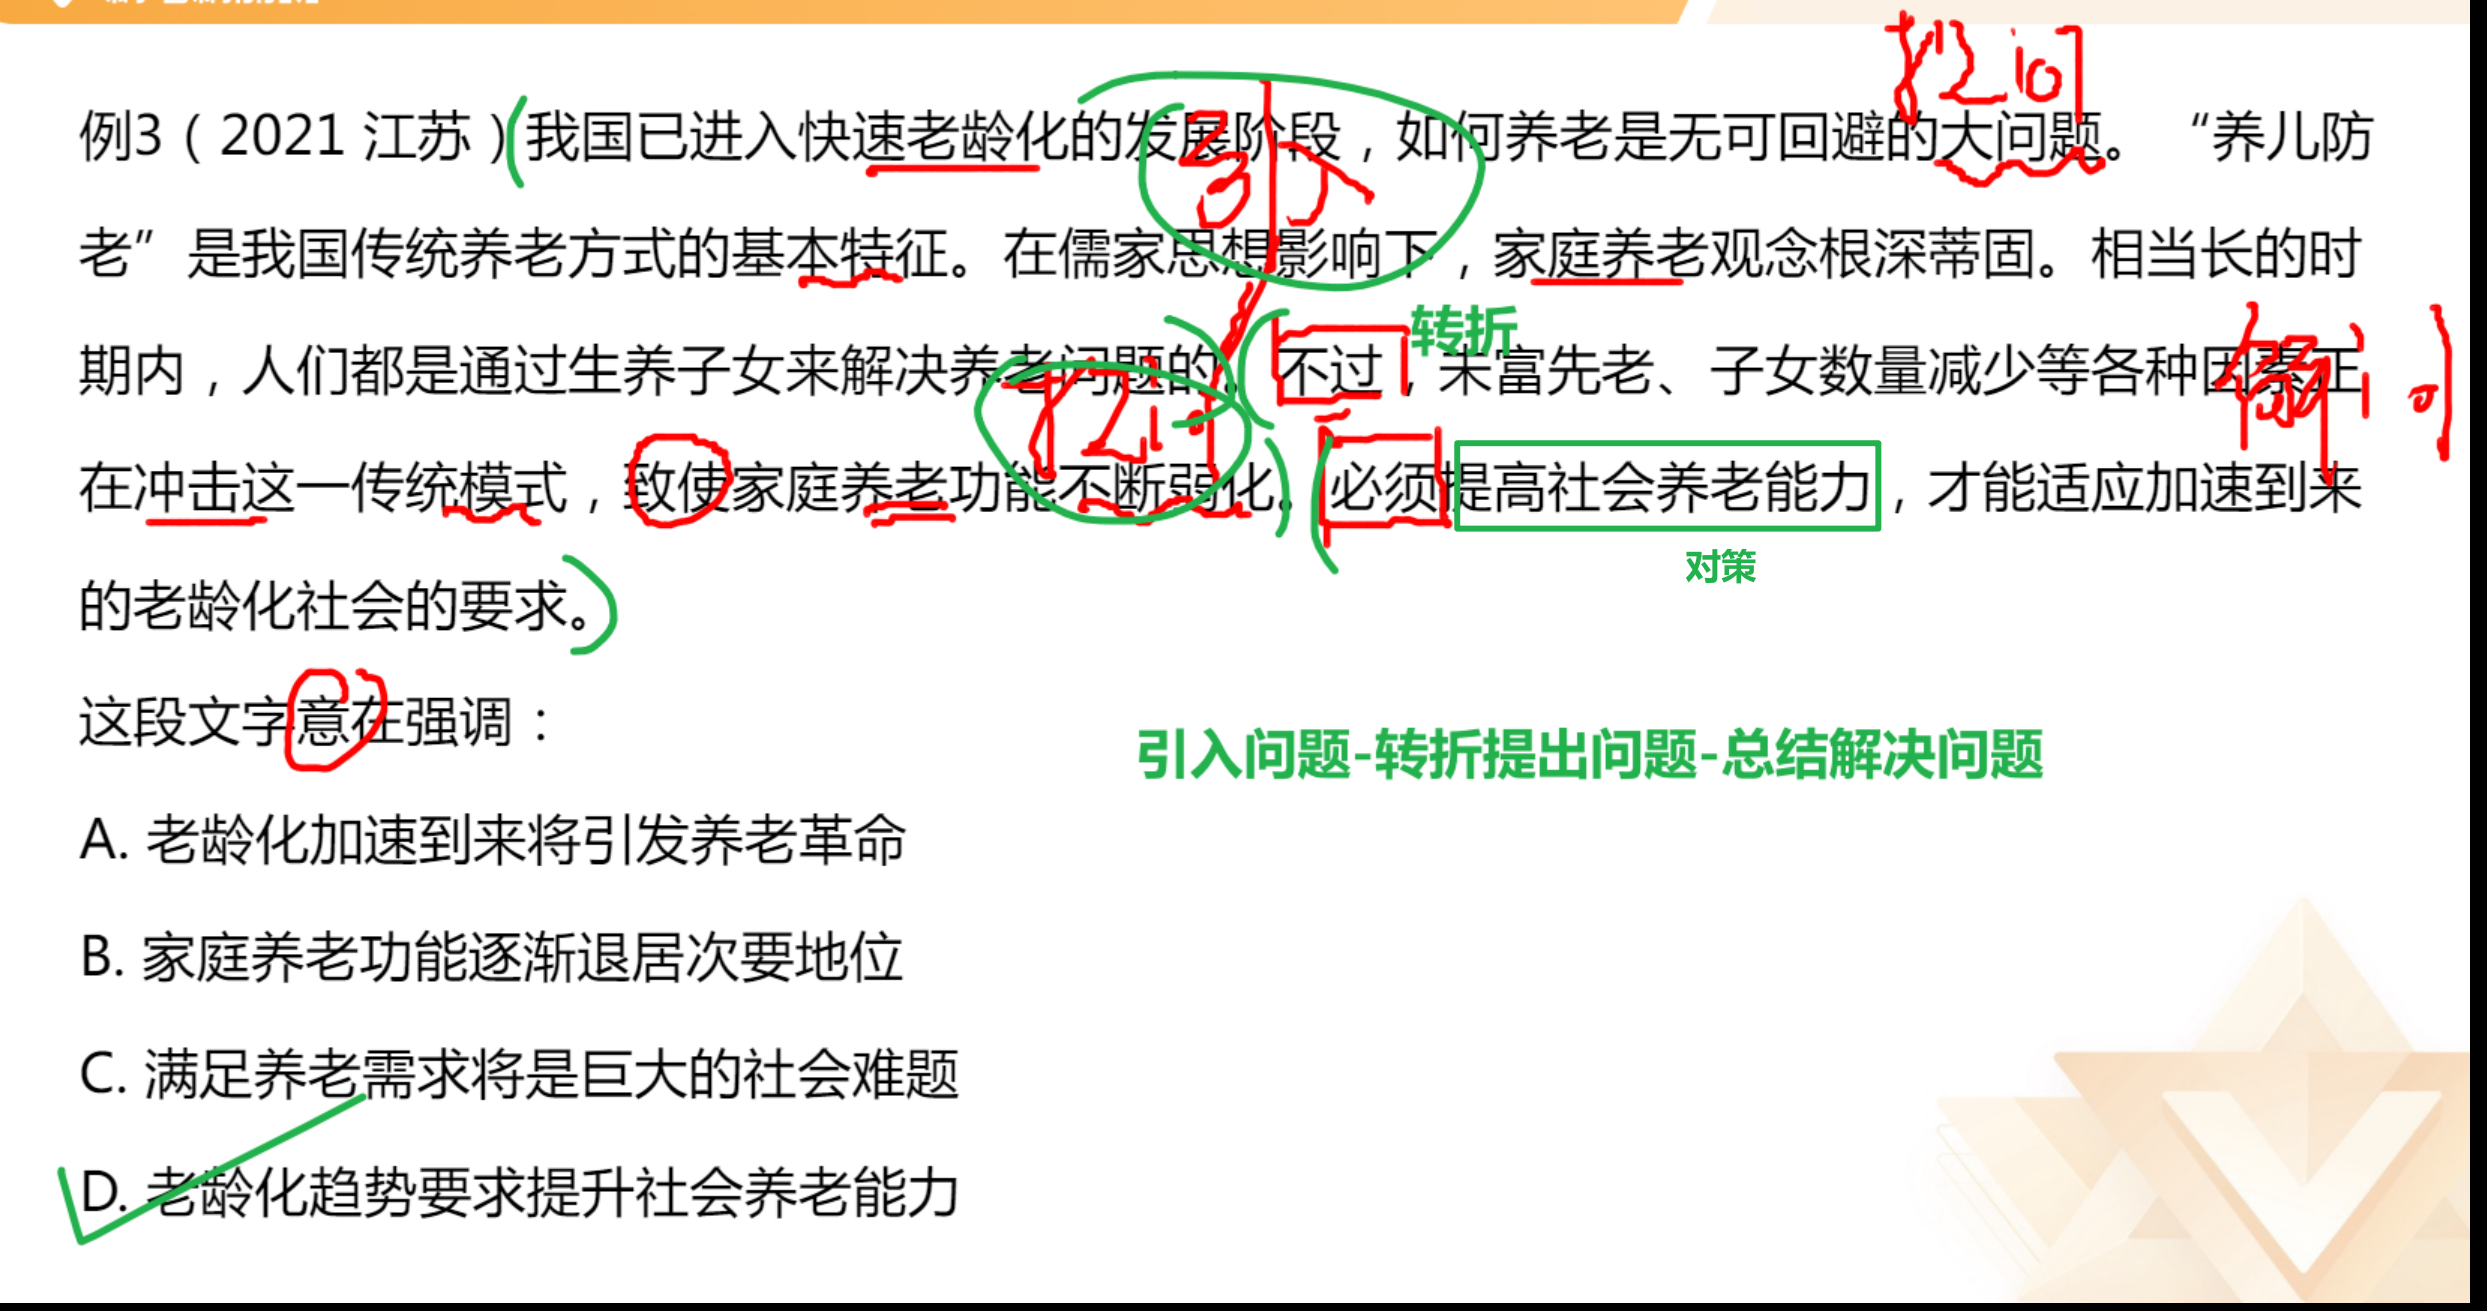 例3（2021 江苏）我国已进入快速老龄化的发展阶段，如何养老是无可回避的大问题。 “养儿防
老”是我国传统养老方式的基本特征。在儒家思想影响下，家庭养老观念根深蒂固。相当长的时
期内，人们都是通过生养子女来解决养老问题的。不过，未富先老、子女数量减少等各种因素正
转折
在冲击这一传统模式，致使家庭养老功能不断弱化。必须提高社会养老能力，才能适应加速到来
对策
的老龄化社会的要求。
这段文字意在强调：
引入问题-转折提出问题-总结解决问题
A. 老龄化加速到来将引发养老革命
B. 家庭养老功能逐渐退居次要地位
C. 满足养老需求将是巨大的社会难题
D. 老龄化趋势要求提升社会养老能力